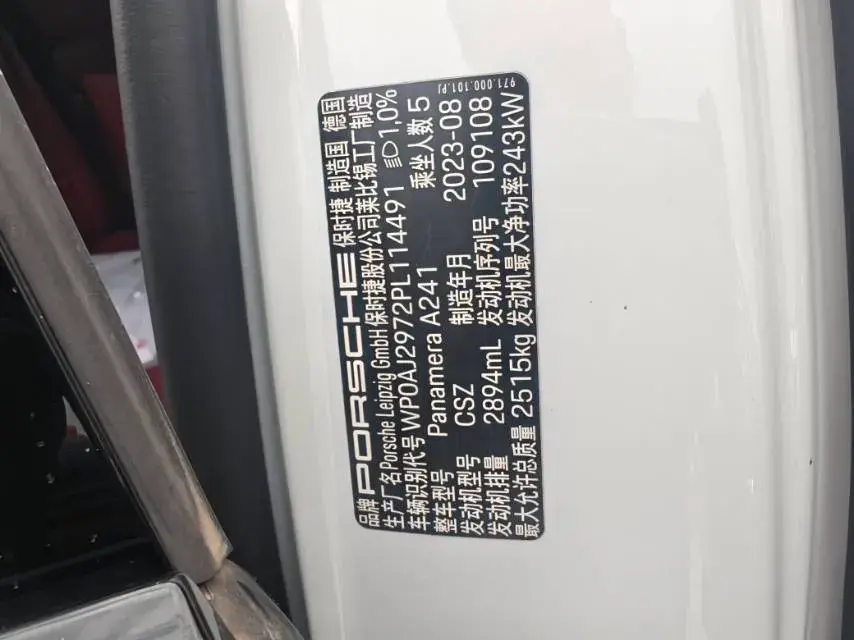 971.000.101.PJ
品牌 PORSCHE 保时捷 制造国 德国
生产厂名 Porsche Leipzig GmbH 保时捷股份公司莱比锡工厂制造
车辆识别代号 WP0AJ2972PL114491 1,0%
整车型号 Panamera A241 乘坐人数 5
发动机型号 CSZ 制造年月 2023-08
发动机排量 2894mL 发动机序列号 109108
最大允许总质量 2515kg 发动机最大净功率 243kW